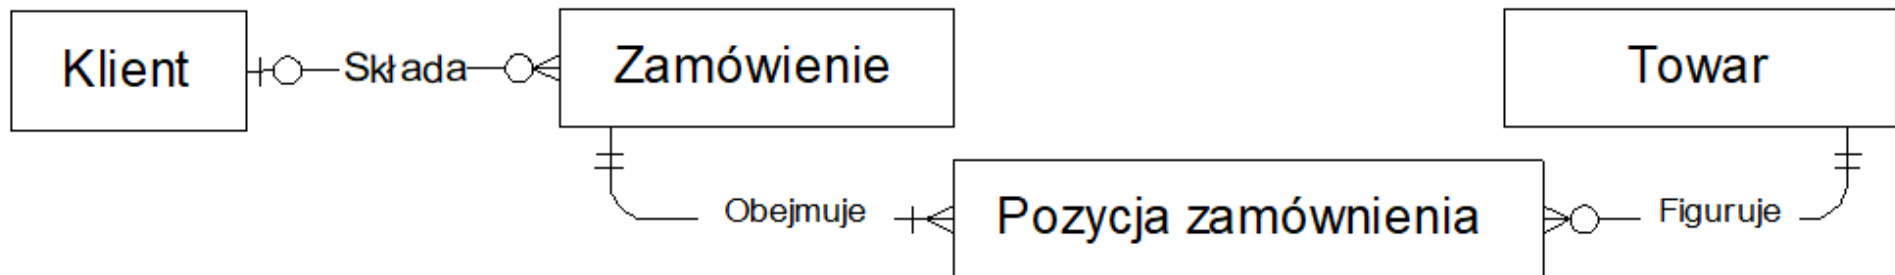 Klient
Składa
Zamówienie
Towar
Obejmuje
Pozycja zamównienia
Figuruje